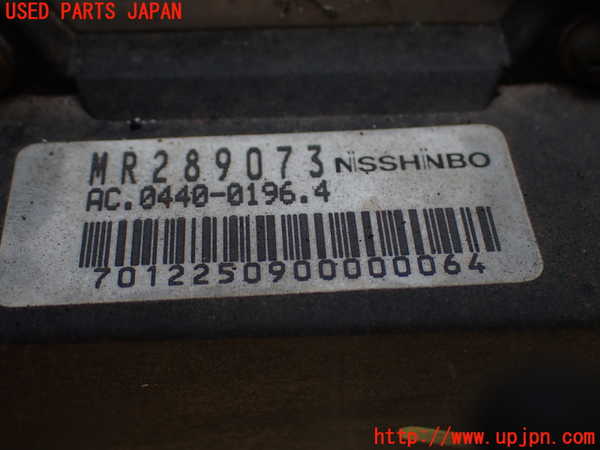 USED PARTS JAPAN
MR289073 NiSSHiNBO
AC.0440-0196.4
7012250900000064
http://www.upjpn.com/